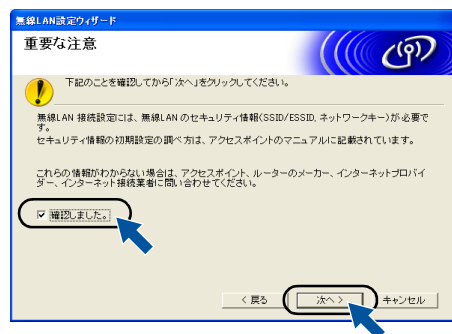 無線LAN設定ウィザード
重要な注意
下記のことを確認してから「次へ」をクリックしてください。
無線LAN 接続設定には、無線LAN のセキュリティ情報(SSID/ESSID, ネットワークキー)が必要で
す。
セキュリティ情報の初期設定の調べ方は、アクセスポイントのマニュアルに記載されています。
これらの情報がわからない場合は、アクセスポイント、ルーターのメーカー、インターネットプロバイ
ダー、インターネット接続業者に問い合わせてください。
確認しました。
< 戻る
次へ >
キャンセル